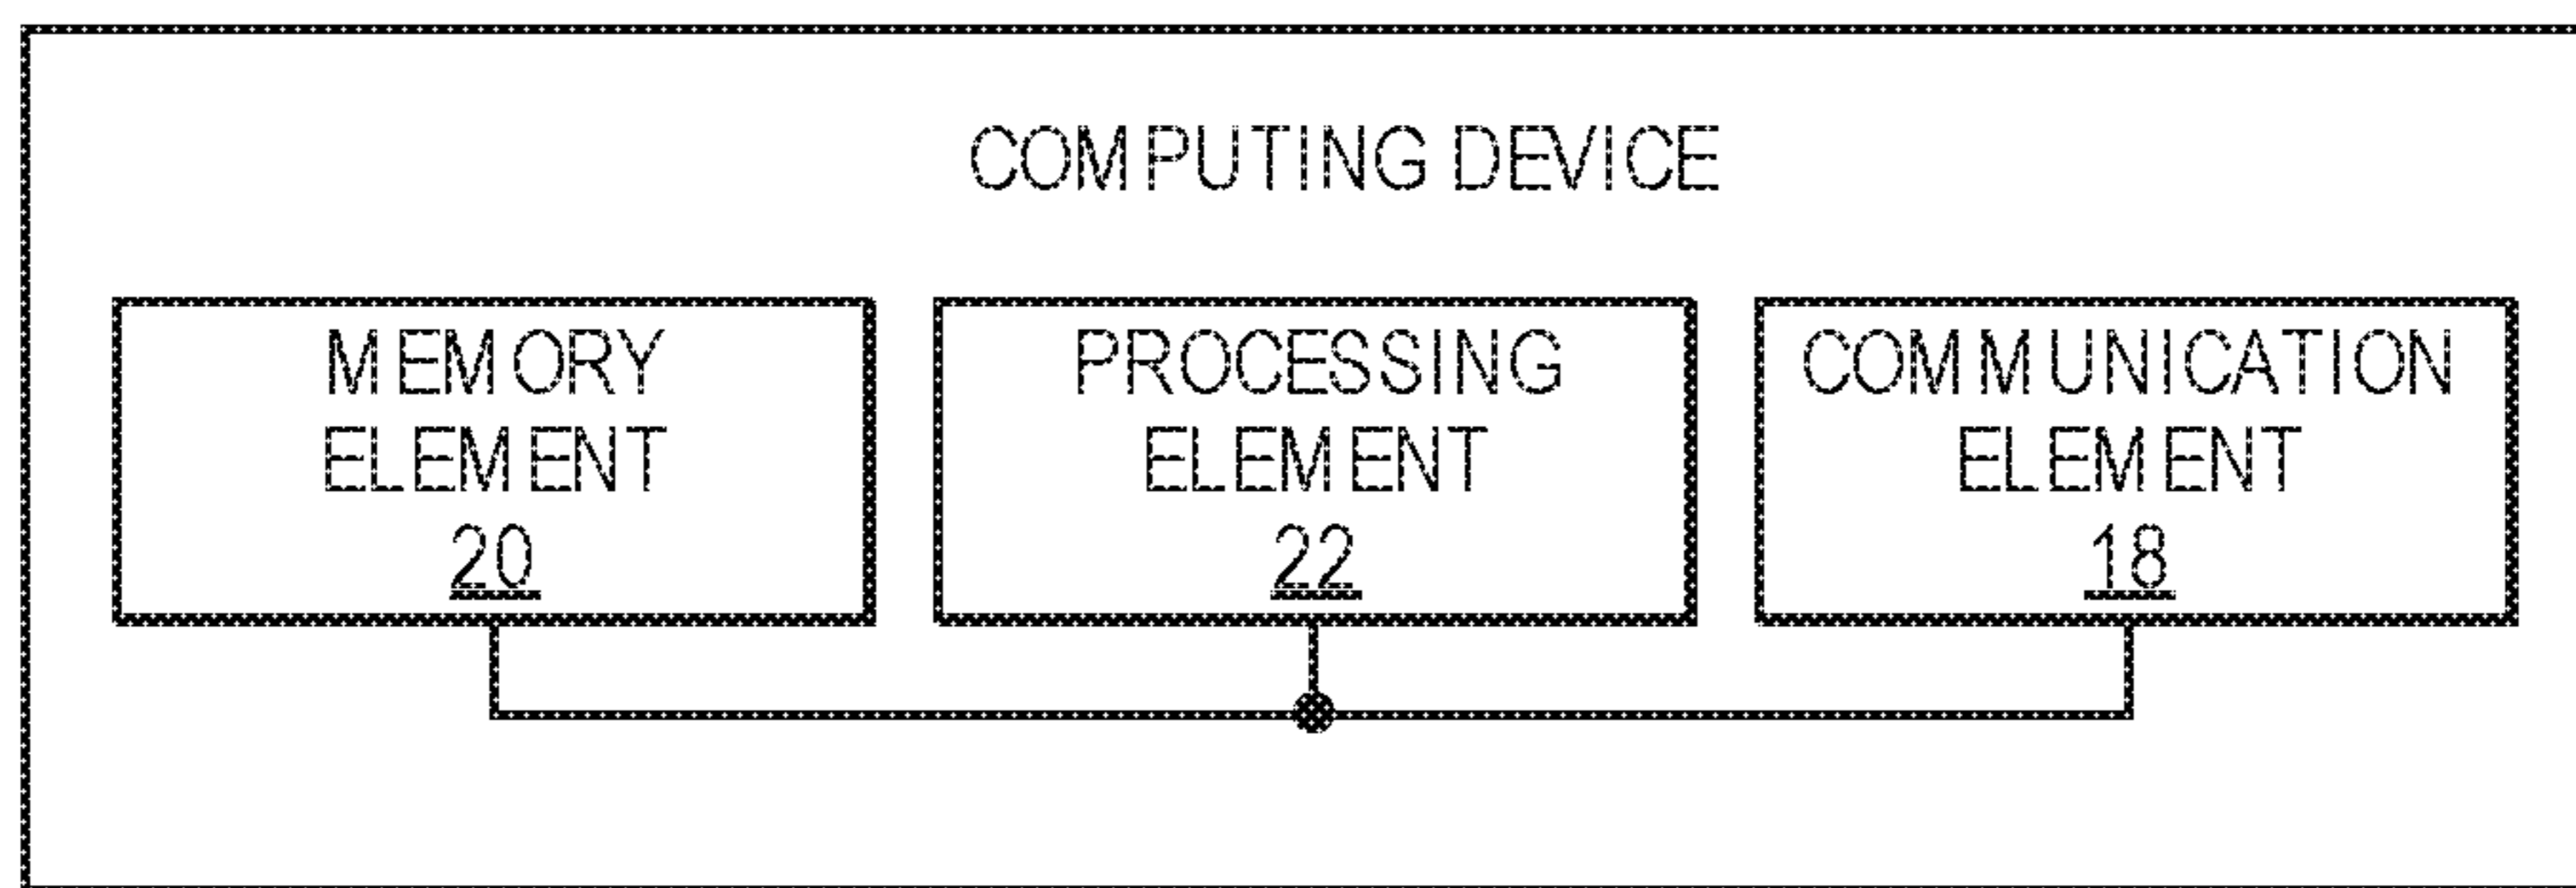 COMPUTING DEVICE
MEMORY
ELEMENT
20
PROCESSING
ELEMENT
22
COMMUNICATION
ELEMENT
18